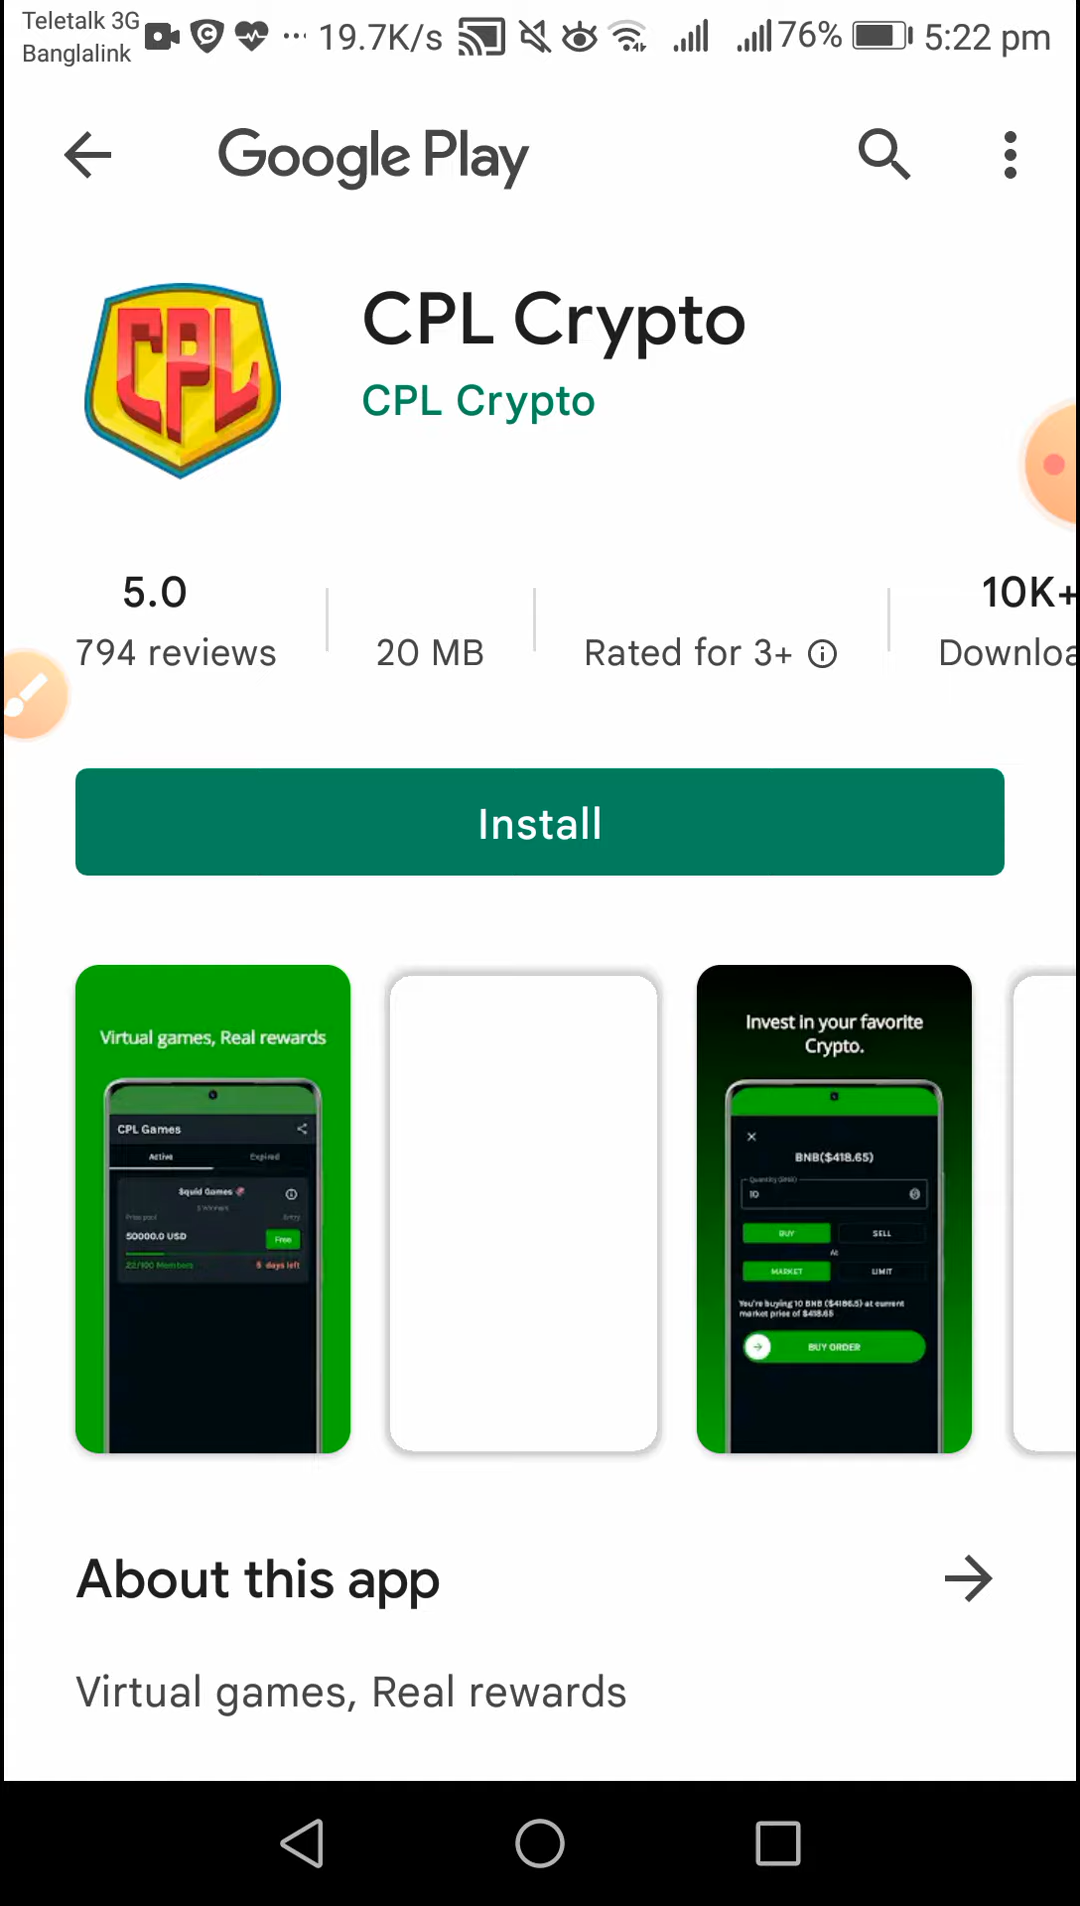 Teletalk 3G
Banglalink
19.7K/s
76%
5:22 pm
Google Play
CPL
CPL Crypto
CPL Crypto
5.0
794 reviews
20 MB
Rated for 3+
10K+
Downloa
Install
Virtual games, Real rewards
CPL Games
Active
Expired
Squid Games
5 Winners
Prize pool
Entry
50000.0 USD
Free
22/100 Members
5 days left
Invest in your favorite
Crypto.
BNB($418.65)
Quantity (BNB)
10
BUY
SELL
At
MARKET
LIMIT
You're buying 10 BNB ($4186.5) at current
market price of $418.65
BUY ORDER
About this app
Virtual games, Real rewards